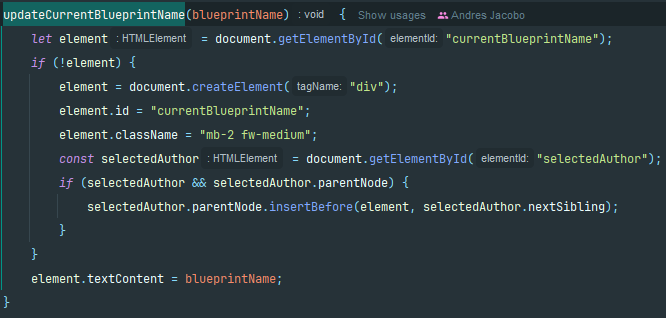 updateCurrentBlueprintName(blueprintName) : void { Show usages Andres Jacobo
let element : HTMLElement = document.getElementById( elementId: "currentBlueprintName");
if (!element) {
element = document.createElement( tagName: "div");
element.id = "currentBlueprintName";
element.className = "mb-2 fw-medium";
const selectedAuthor : HTMLElement = document.getElementById( elementId: "selectedAuthor");
if (selectedAuthor && selectedAuthor.parentNode) {
selectedAuthor.parentNode.insertBefore(element, selectedAuthor.nextSibling);
}
}
element.textContent = blueprintName;
}